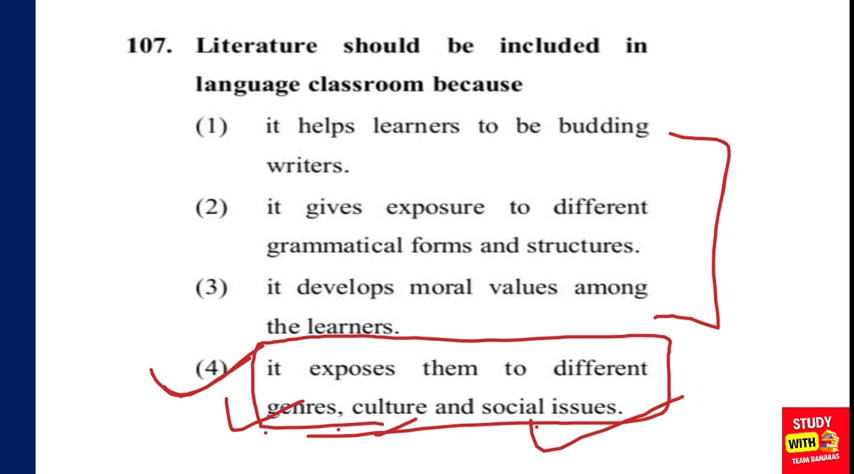 107. Literature should be included in
language classroom because
(1) it helps learners to be budding
writers.
(2) it gives exposure to different
grammatical forms and structures.
(3) it develops moral values among
the learners.
(4) it exposes them to different
genres, culture and social issues.
STUDY
WITH
TEAM BANARAS